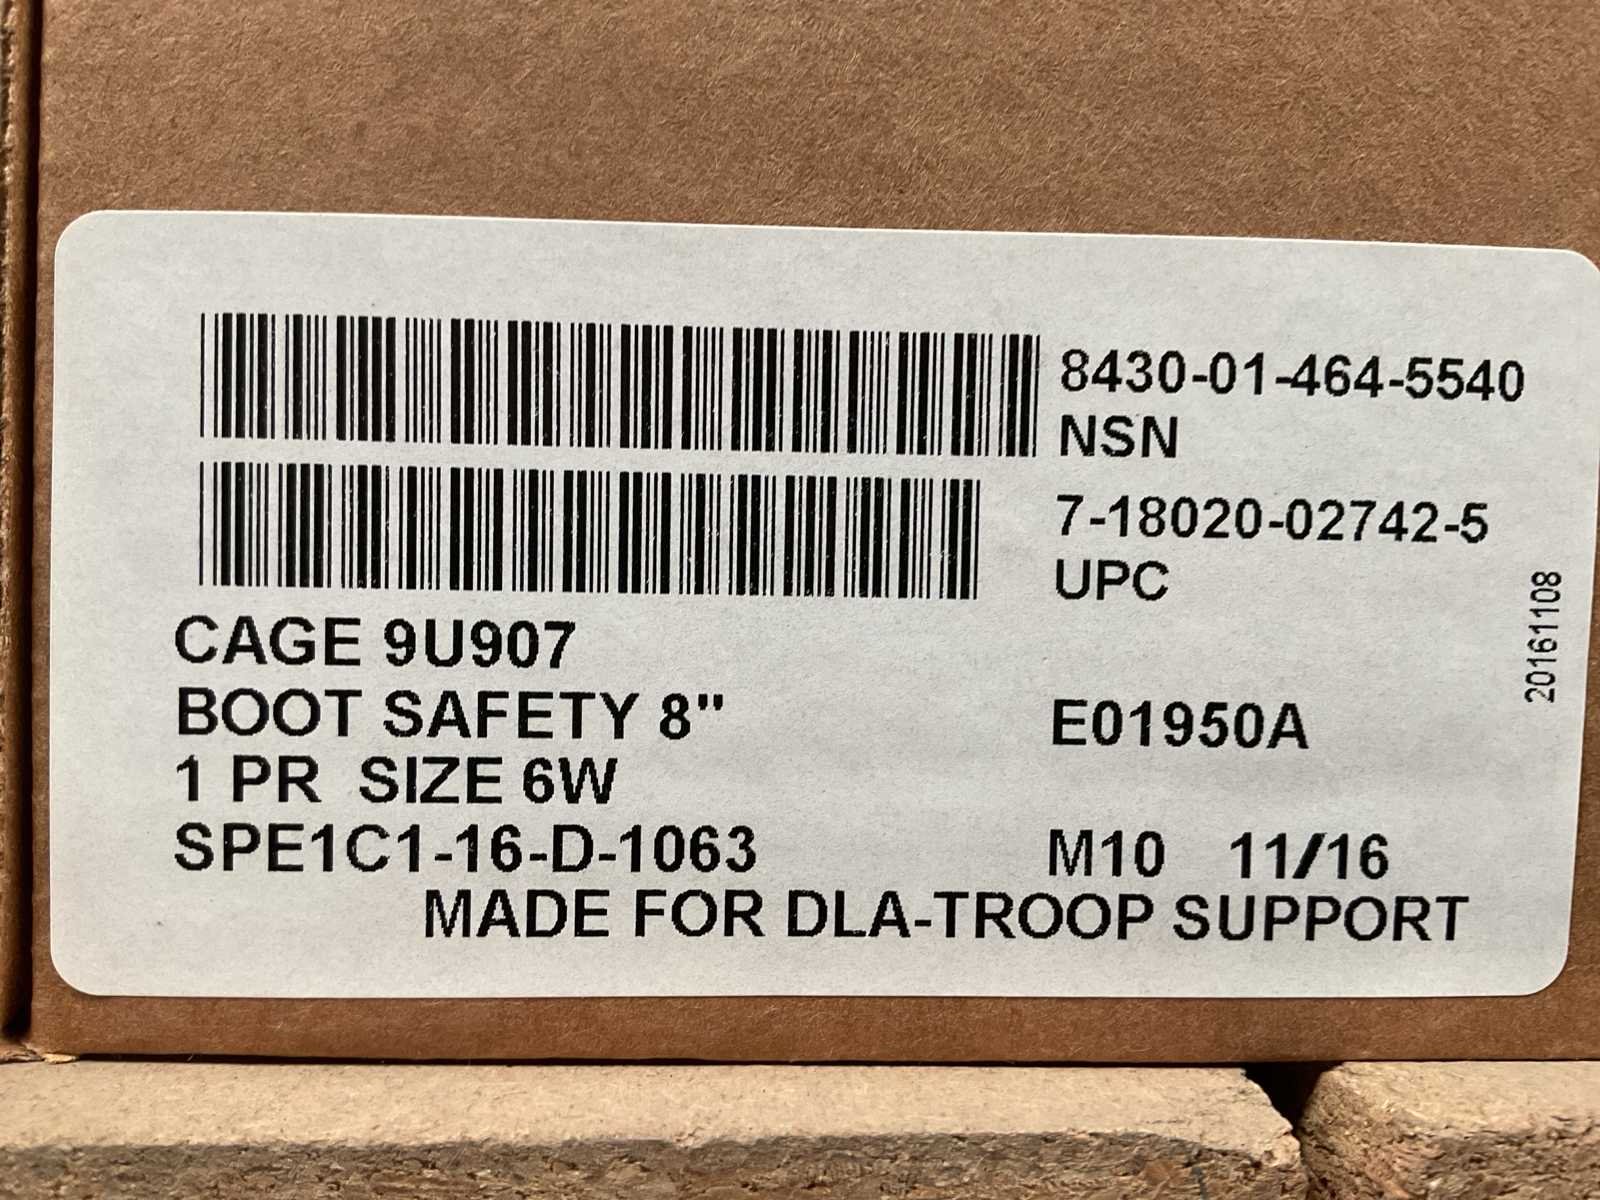 8430-01-464-5540
NSN
7-18020-02742-5
UPC
20161108
CAGE 9U907
BOOT SAFETY 8"
E01950A
1 PR SIZE 6W
SPE1C1-16-D-1063
M10 11/16
MADE FOR DLA-TROOP SUPPORT